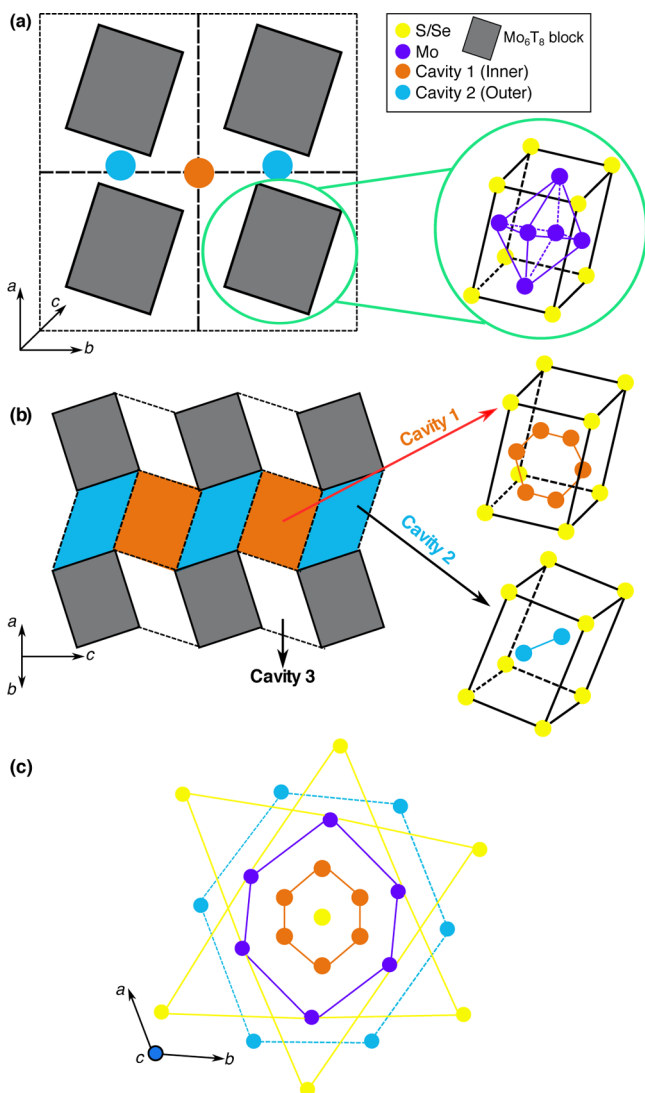 (a)
S/Se
Mo
Mo6T8 block
Cavity 1 (Inner)
Cavity 2 (Outer)
a
c
b
(b)
Cavity 1
Cavity 2
a
c
b
Cavity 3
(c)
a
c
b